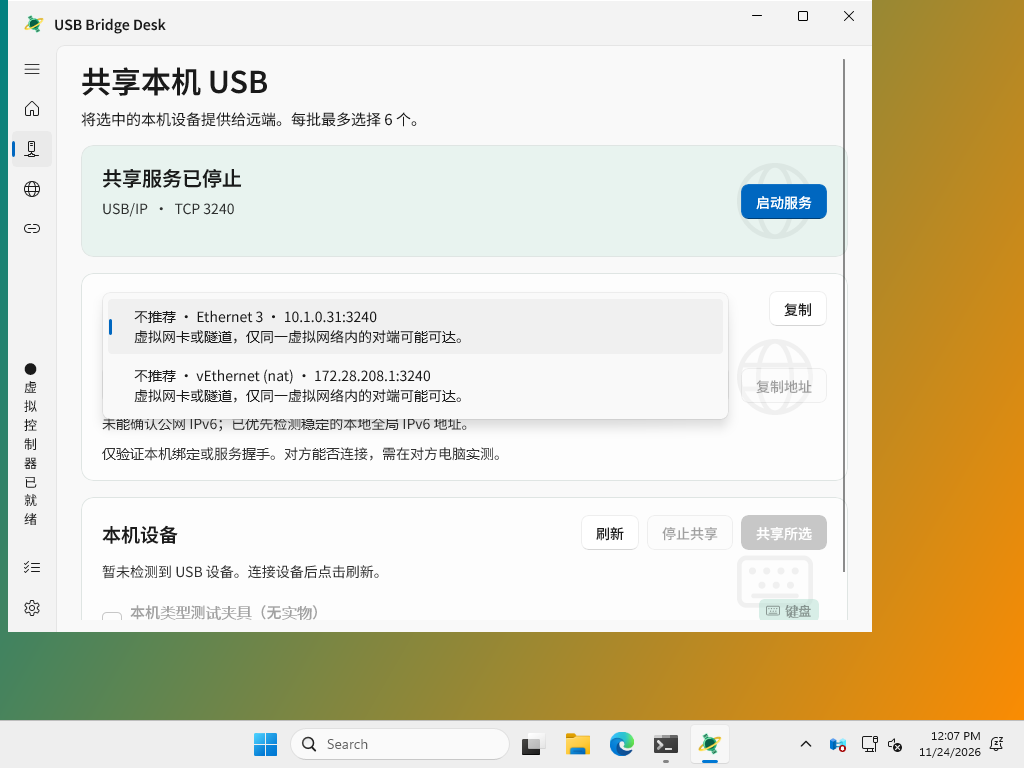 USB Bridge Desk
共享本机 USB
将选中的本机设备提供给远端。每批最多选择 6 个。
共享服务已停止
USB/IP • TCP 3240
启动服务
不推荐 • Ethernet 3 • 10.1.0.31:3240
虚拟网卡或隧道，仅同一虚拟网络内的对端可能可达。
复制
不推荐 • vEthernet (nat) • 172.28.208.1:3240
虚拟网卡或隧道，仅同一虚拟网络内的对端可能可达。
复制地址
未能确认公网 IPv6；已优先检测稳定的本地全局 IPv6 地址。
仅验证本机绑定或服务握手。对方能否连接，需在对方电脑实测。
虚拟控制器已就绪
本机设备
刷新
停止共享
共享所选
暂未检测到 USB 设备。连接设备后点击刷新。
本机类型测试夹具（无实物）
键盘
Search
12:07 PM
11/24/2026